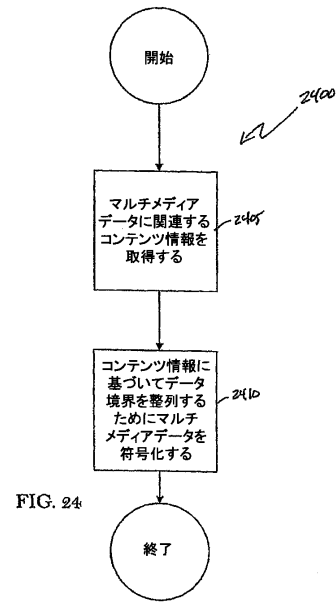 開始
2400
マルチメディア
データに関連する
コンテンツ情報を
取得する
2405
コンテンツ情報に
基づいてデータ
境界を整列する
ためにマルチ
メディアデータを
符号化する
2410
FIG. 24
終了